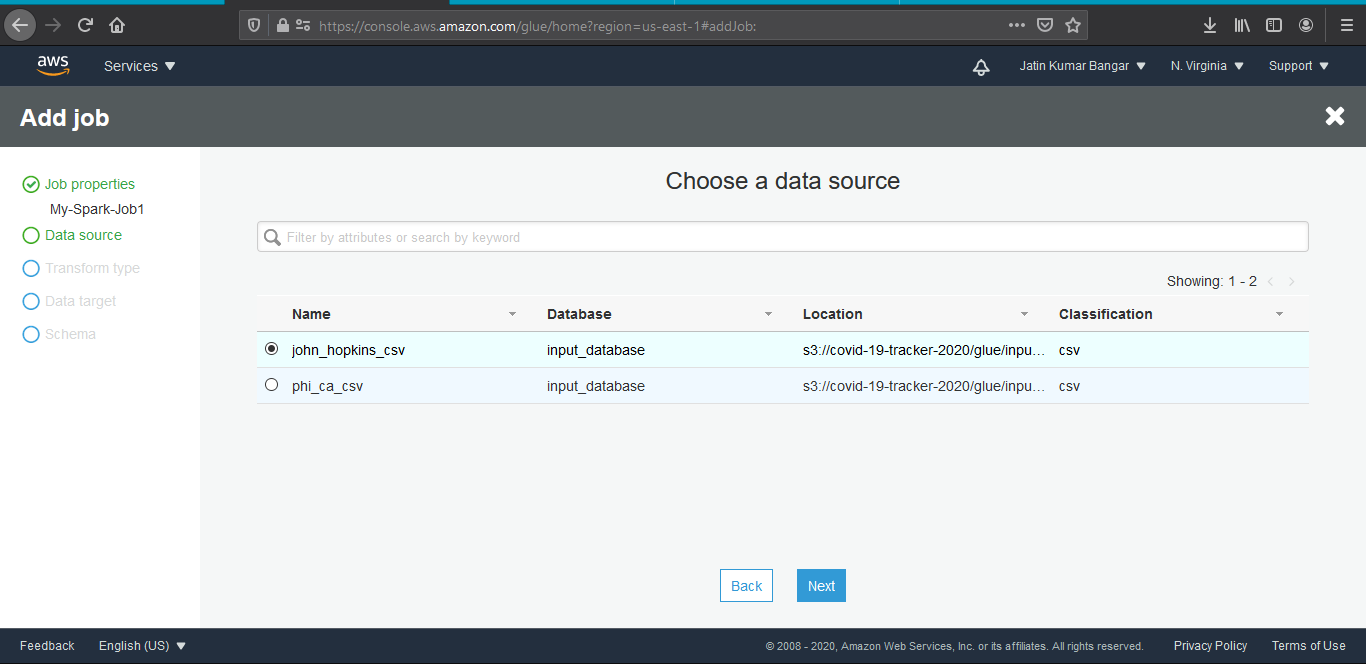 https://console.aws.amazon.com/glue/home?region=us-east-1#addJob:
aws Services Jatin Kumar Bangar N. Virginia Support
Add job
Job properties
My-Spark-Job1
Data source
Transform type
Data target
Schema
Choose a data source
Filter by attributes or search by keyword
Showing: 1 - 2
Name Database Location Classification
john_hopkins_csv input_database s3://covid-19-tracker-2020/glue/inpu... csv
phi_ca_csv input_database s3://covid-19-tracker-2020/glue/inpu... csv
Back Next
Feedback English (US) © 2008 - 2020, Amazon Web Services, Inc. or its affiliates. All rights reserved. Privacy Policy Terms of Use